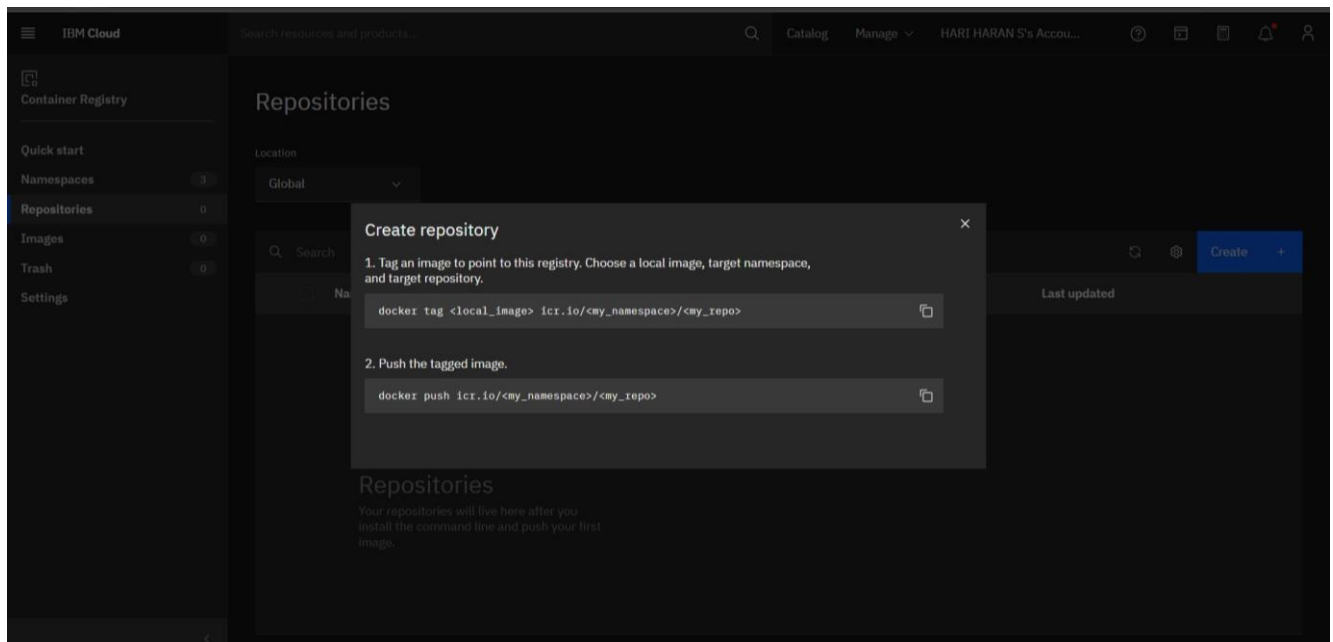 IBM Cloud
Search resources and products...
Catalog
Manage
HARI HARAN S's Accou...
Container Registry
Quick start
Namespaces 3
Repositories 0
Images 0
Trash 0
Settings
Repositories
Location
Global
Search
Create +
Na
Last updated
Create repository
1. Tag an image to point to this registry. Choose a local image, target namespace,
and target repository.
docker tag <local_image> icr.io/<my_namespace>/<my_repo>
2. Push the tagged image.
docker push icr.io/<my_namespace>/<my_repo>
Repositories
Your repositories will live here after you
install the command line and push your first
image.